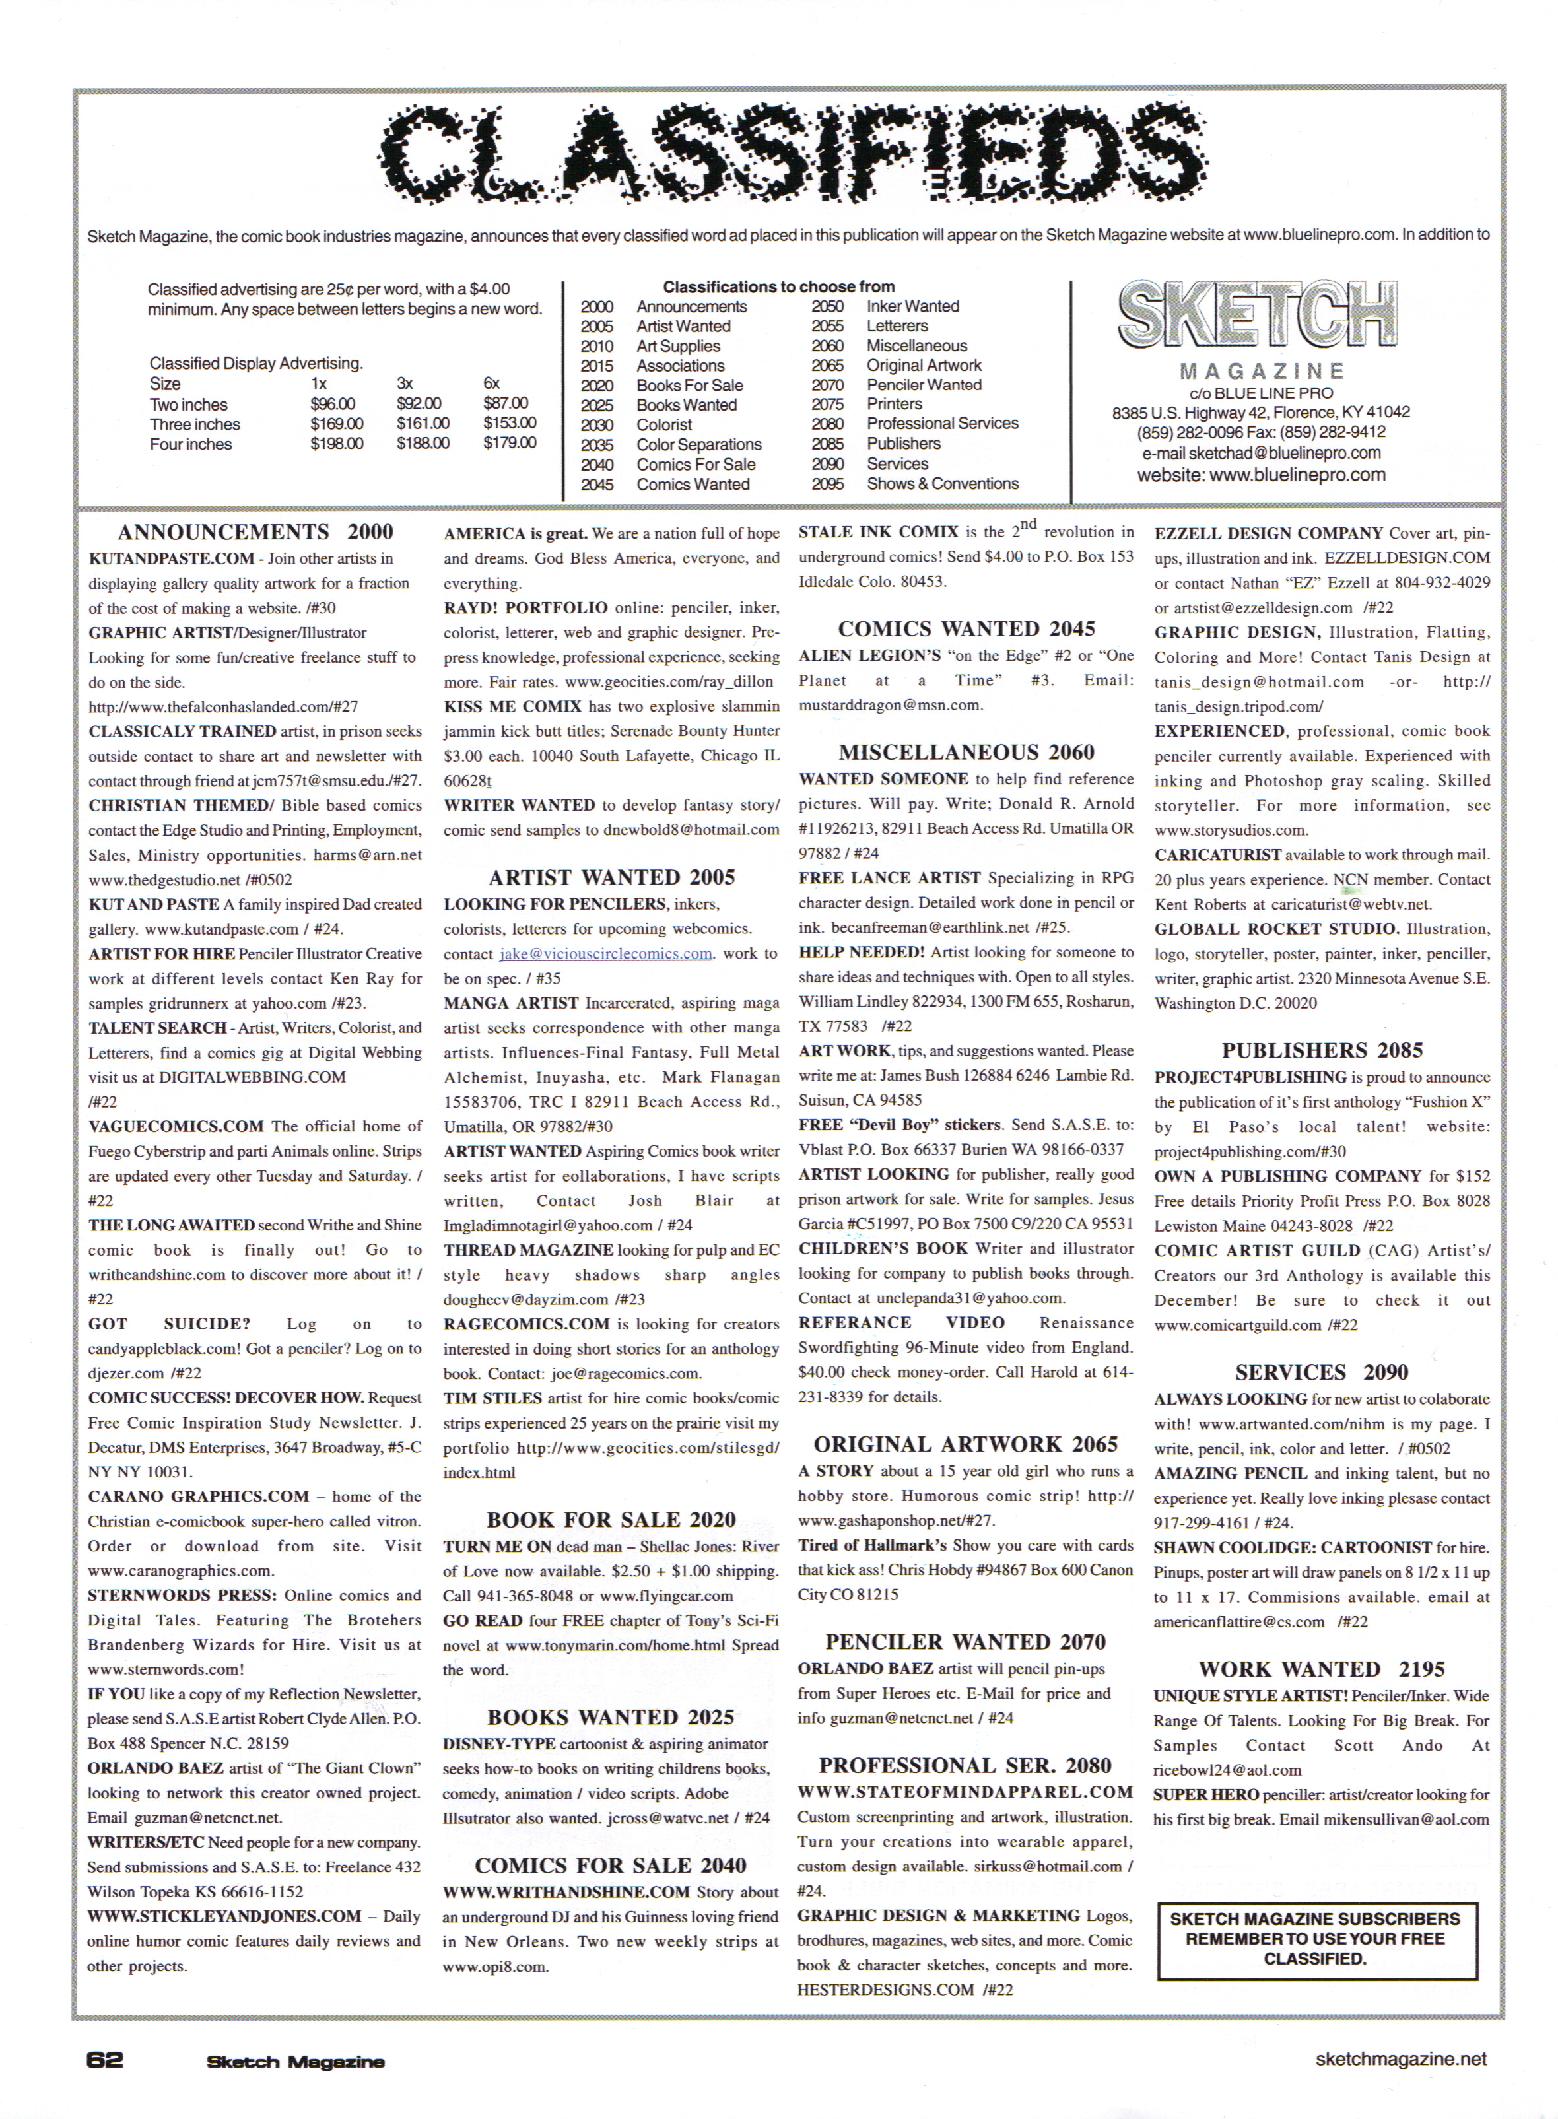 CLASSIFIEDS
Sketch Magazine, the comic book industries magazine, announces that every classified word ad placed in this publication will appear on the Sketch Magazine website at www.bluelinepro.com. In addition to
Classified advertising are 25¢ per word, with a $4.00
minimum. Any space between letters begins a new word.
Classified Display Advertising.
Size 1x 3x 6x
Two inches $96.00 $92.00 $87.00
Three inches $169.00 $161.00 $153.00
Four inches $198.00 $188.00 $179.00
Classifications to choose from
2000 Announcements 2050 Inker Wanted
2005 Artist Wanted 2055 Letterers
2010 Art Supplies 2060 Miscellaneous
2015 Associations 2065 Original Artwork
2020 Books For Sale 2070 Penciler Wanted
2025 Books Wanted 2075 Printers
2030 Colorist 2080 Professional Services
2035 Color Separations 2085 Publishers
2040 Comics For Sale 2090 Services
2045 Comics Wanted 2095 Shows & Conventions
SKETCH
MAGAZINE
c/o BLUE LINE PRO
8385 U.S. Highway 42, Florence, KY 41042
(859) 282-0096 Fax: (859) 282-9412
e-mail sketchad@bluelinepro.com
website: www.bluelinepro.com
ANNOUNCEMENTS 2000
KUTANDPASTE.COM - Join other artists in
displaying gallery quality artwork for a fraction
of the cost of making a website. /#30
GRAPHIC ARTIST/Designer/Illustrator
Looking for some fun/creative freelance stuff to
do on the side.
http://www.thefalconhaslanded.com/#27
CLASSICALY TRAINED artist, in prison seeks
outside contact to share art and newsletter with
contact through friend at jcm757t@smsu.edu./#27.
CHRISTIAN THEMED/ Bible based comics
contact the Edge Studio and Printing, Employment,
Sales, Ministry opportunities. harms@arn.net
www.thedgestudio.net /#0502
KUT AND PASTE A family inspired Dad created
gallery. www.kutandpaste.com / #24.
ARTIST FOR HIRE Penciler Illustrator Creative
work at different levels contact Ken Ray for
samples gridrunnerx at yahoo.com /#23.
TALENT SEARCH - Artist, Writers, Colorist, and
Letterers, find a comics gig at Digital Webbing
visit us at DIGITALWEBBING.COM
/#22
VAGUECOMICS.COM The official home of
Fuego Cyberstrip and parti Animals online. Strips
are updated every other Tuesday and Saturday. /
#22
THE LONG AWAITED second Writhe and Shine
comic book is finally out! Go to
writheandshine.com to discover more about it! /
#22
GOT SUICIDE? Log on to
candyappleblack.com! Got a penciler? Log on to
djezer.com /#22
COMIC SUCCESS! DECOVER HOW. Request
Free Comic Inspiration Study Newsletter. J.
Decatur, DMS Enterprises, 3647 Broadway, #5-C
NY NY 10031.
CARANO GRAPHICS.COM – home of the
Christian e-comicbook super-hero called vitron.
Order or download from site. Visit
www.caranographics.com.
STERNWORDS PRESS: Online comics and
Digital Tales. Featuring The Brotehers
Brandenberg Wizards for Hire. Visit us at
www.sternwords.com!
IF YOU like a copy of my Reflection Newsletter,
please send S.A.S.E artist Robert Clyde Allen. P.O.
Box 488 Spencer N.C. 28159
ORLANDO BAEZ artist of “The Giant Clown”
looking to network this creator owned project.
Email guzman@netcnct.net.
WRITERS/ETC Need people for a new company.
Send submissions and S.A.S.E. to: Freelance 432
Wilson Topeka KS 66616-1152
WWW.STICKLEYANDJONES.COM – Daily
online humor comic features daily reviews and
other projects.
AMERICA is great. We are a nation full of hope
and dreams. God Bless America, everyone, and
everything.
RAYD! PORTFOLIO online: penciler, inker,
colorist, letterer, web and graphic designer. Pre-
press knowledge, professional experience, seeking
more. Fair rates. www.geocities.com/ray_dillon
KISS ME COMIX has two explosive slammin
jammin kick butt titles; Serenade Bounty Hunter
$3.00 each. 10040 South Lafayette, Chicago IL
60628t
WRITER WANTED to develop fantasy story/
comic send samples to dnewbold8@hotmail.com
ARTIST WANTED 2005
LOOKING FOR PENCILERS, inkers,
colorists, letterers for upcoming webcomics.
contact jake@viciouscirclecomics.com. work to
be on spec. / #35
MANGA ARTIST Incarcerated, aspiring maga
artist seeks correspondence with other manga
artists. Influences-Final Fantasy, Full Metal
Alchemist, Inuyasha, etc. Mark Flanagan
15583706, TRC I 82911 Beach Access Rd.,
Umatilla, OR 97882/#30
ARTIST WANTED Aspiring Comics book writer
seeks artist for eollaborations, I have scripts
written, Contact Josh Blair at
Imgladimnotagirl@yahoo.com / #24
THREAD MAGAZINE looking for pulp and EC
style heavy shadows sharp angles
dougheev@dayzim.com /#23
RAGECOMICS.COM is looking for creators
interested in doing short stories for an anthology
book. Contact: joe@ragecomics.com.
TIM STILES artist for hire comic books/comic
strips experienced 25 years on the prairie visit my
portfolio http://www.geocities.com/stilesgd/
index.html
BOOK FOR SALE 2020
TURN ME ON dead man – Shellac Jones: River
of Love now available. $2.50 + $1.00 shipping.
Call 941-365-8048 or www.flyingcar.com
GO READ four FREE chapter of Tony’s Sci-Fi
novel at www.tonymarin.com/home.html Spread
the word.
BOOKS WANTED 2025
DISNEY-TYPE cartoonist & aspiring animator
seeks how-to books on writing childrens books,
comedy, animation / video scripts. Adobe
Illsutrator also wanted. jcross@watvc.net / #24
COMICS FOR SALE 2040
WWW.WRITHANDSHINE.COM Story about
an underground DJ and his Guinness loving friend
in New Orleans. Two new weekly strips at
www.opi8.com.
STALE INK COMIX is the 2nd revolution in
underground comics! Send $4.00 to P.O. Box 153
Idledale Colo. 80453.
COMICS WANTED 2045
ALIEN LEGION’S “on the Edge” #2 or “One
Planet at a Time” #3. Email:
mustarddragon@msn.com.
MISCELLANEOUS 2060
WANTED SOMEONE to help find reference
pictures. Will pay. Write; Donald R. Arnold
#11926213, 82911 Beach Access Rd. Umatilla OR
97882 / #24
FREE LANCE ARTIST Specializing in RPG
character design. Detailed work done in pencil or
ink. becanfreeman@earthlink.net /#25.
HELP NEEDED! Artist looking for someone to
share ideas and techniques with. Open to all styles.
William Lindley 822934, 1300 FM 655, Rosharun,
TX 77583 /#22
ART WORK, tips, and suggestions wanted. Please
write me at: James Bush 126884 6246 Lambie Rd.
Suisun, CA 94585
FREE “Devil Boy” stickers. Send S.A.S.E. to:
Vblast P.O. Box 66337 Burien WA 98166-0337
ARTIST LOOKING for publisher, really good
prison artwork for sale. Write for samples. Jesus
Garcia #C51997, PO Box 7500 C9/220 CA 95531
CHILDREN’S BOOK Writer and illustrator
looking for company to publish books through.
Contact at unclepanda31@yahoo.com.
REFERANCE VIDEO Renaissance
Swordfighting 96-Minute video from England.
$40.00 check money-order. Call Harold at 614-
231-8339 for details.
ORIGINAL ARTWORK 2065
A STORY about a 15 year old girl who runs a
hobby store. Humorous comic strip! http://
www.gashaponshop.net/#27.
Tired of Hallmark’s Show you care with cards
that kick ass! Chris Hobdy #94867 Box 600 Canon
City CO 81215
PENCILER WANTED 2070
ORLANDO BAEZ artist will pencil pin-ups
from Super Heroes etc. E-Mail for price and
info guzman@netcnct.net / #24
PROFESSIONAL SER. 2080
WWW.STATEOFMINDAPPAREL.COM
Custom screenprinting and artwork, illustration.
Turn your creations into wearable apparel,
custom design available. sirkuss@hotmail.com /
#24.
GRAPHIC DESIGN & MARKETING Logos,
brodhures, magazines, web sites, and more. Comic
book & character sketches, concepts and more.
HESTERDESIGNS.COM /#22
EZZELL DESIGN COMPANY Cover art, pin-
ups, illustration and ink. EZZELLDESIGN.COM
or contact Nathan “EZ” Ezzell at 804-932-4029
or artstist@ezzelldesign.com /#22
GRAPHIC DESIGN, Illustration, Flatting,
Coloring and More! Contact Tanis Design at
tanis_design@hotmail.com -or- http://
tanis_design.tripod.com/
EXPERIENCED, professional, comic book
penciler currently available. Experienced with
inking and Photoshop gray scaling. Skilled
storyteller. For more information, see
www.storysudios.com.
CARICATURIST available to work through mail.
20 plus years experience. NCN member. Contact
Kent Roberts at caricaturist@webtv.net.
GLOBALL ROCKET STUDIO. Illustration,
logo, storyteller, poster, painter, inker, penciller,
writer, graphic artist. 2320 Minnesota Avenue S.E.
Washington D.C. 20020
PUBLISHERS 2085
PROJECT4PUBLISHING is proud to announce
the publication of it’s first anthology “Fushion X”
by El Paso’s local talent! website:
project4publishing.com/#30
OWN A PUBLISHING COMPANY for $152
Free details Priority Profit Press P.O. Box 8028
Lewiston Maine 04243-8028 /#22
COMIC ARTIST GUILD (CAG) Artist’s/
Creators our 3rd Anthology is available this
December! Be sure to check it out
www.comicartguild.com /#22
SERVICES 2090
ALWAYS LOOKING for new artist to colaborate
with! www.artwanted.com/nihm is my page. I
write, pencil, ink, color and letter. / #0502
AMAZING PENCIL and inking talent, but no
experience yet. Really love inking plesase contact
917-299-4161 / #24.
SHAWN COOLIDGE: CARTOONIST for hire.
Pinups, poster art will draw panels on 8 1/2 x 11 up
to 11 x 17. Commisions available. email at
americanflattire@cs.com /#22
WORK WANTED 2195
UNIQUE STYLE ARTIST! Penciler/Inker. Wide
Range Of Talents. Looking For Big Break. For
Samples Contact Scott Ando At
ricebowl24@aol.com
SUPER HERO penciller: artist/creator looking for
his first big break. Email mikensullivan@aol.com
SKETCH MAGAZINE SUBSCRIBERS
REMEMBER TO USE YOUR FREE
CLASSIFIED.
62 Sketch Magazine sketchmagazine.net